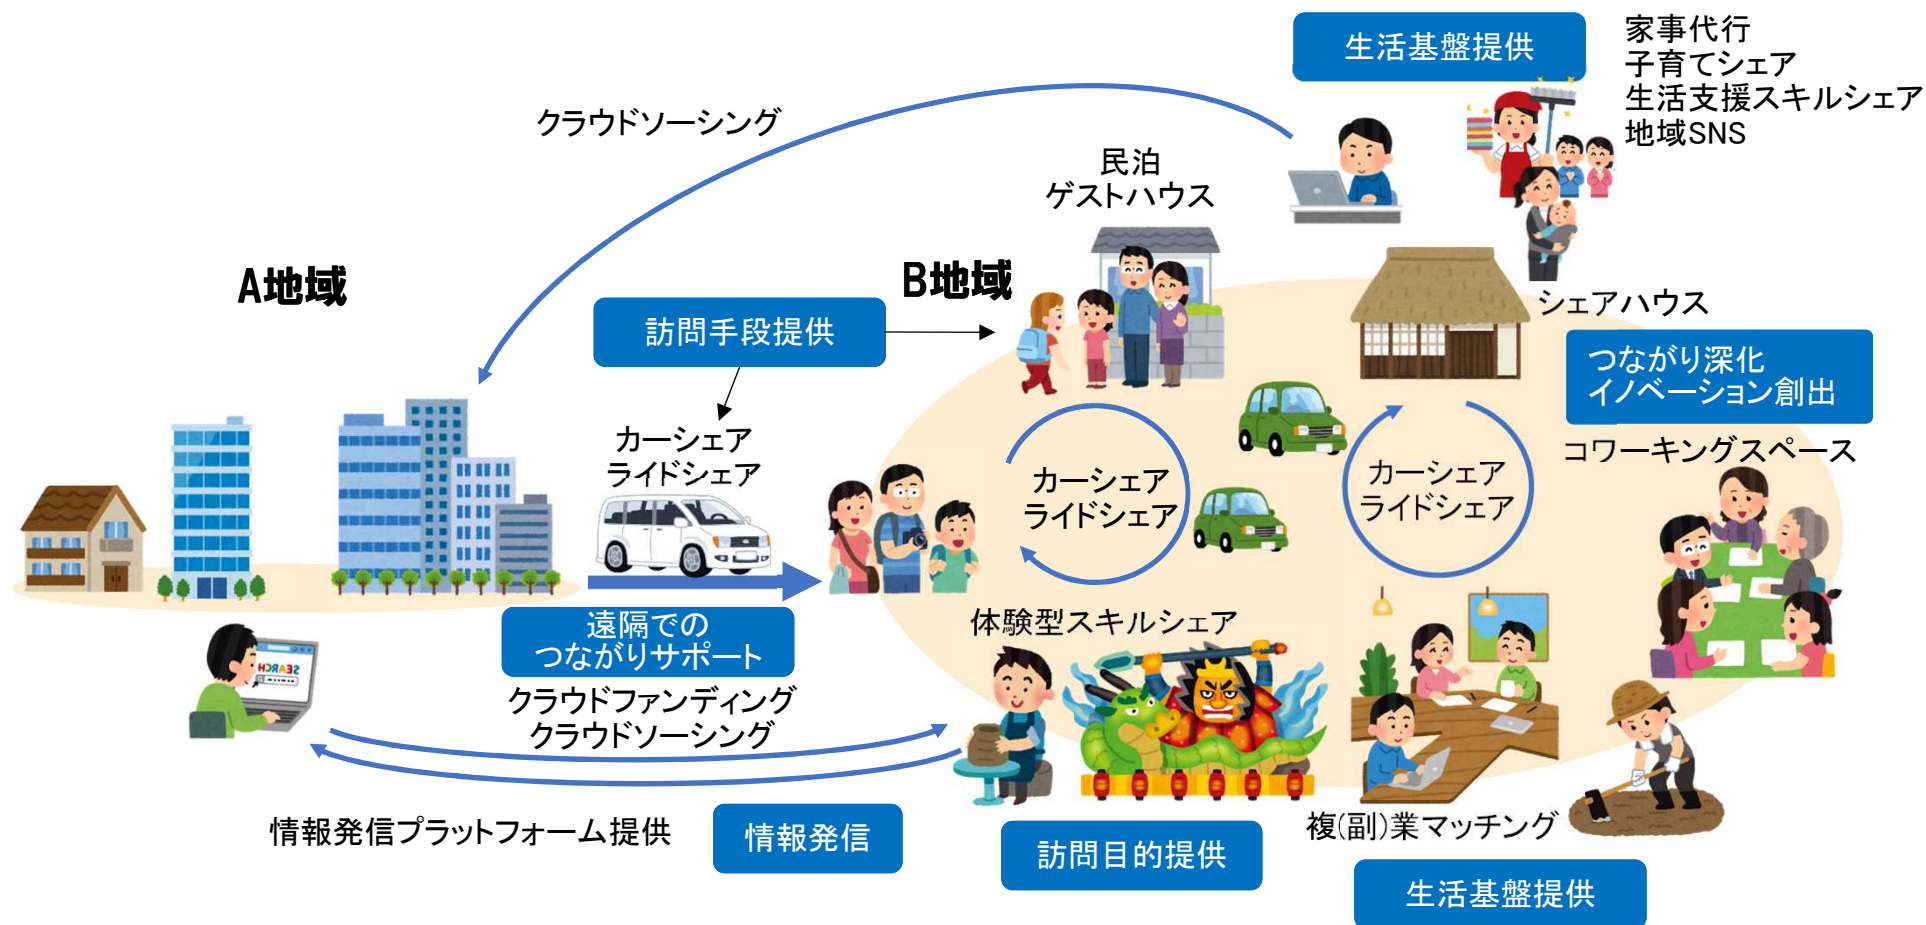 生活基盤提供
家事代行
子育てシェア
生活支援スキルシェア
地域SNS
クラウドソーシング
民泊
ゲストハウス
A地域
B地域
訪問手段提供
シェアハウス
つながり深化
イノベーション創出
コワーキングスペース
カーシェア
ライドシェア
カーシェア
ライドシェア
カーシェア
ライドシェア
遠隔での
つながりサポート
SEARCH
クラウドファンディング
クラウドソーシング
体験型スキルシェア
情報発信プラットフォーム提供
情報発信
訪問目的提供
複(副)業マッチング
生活基盤提供